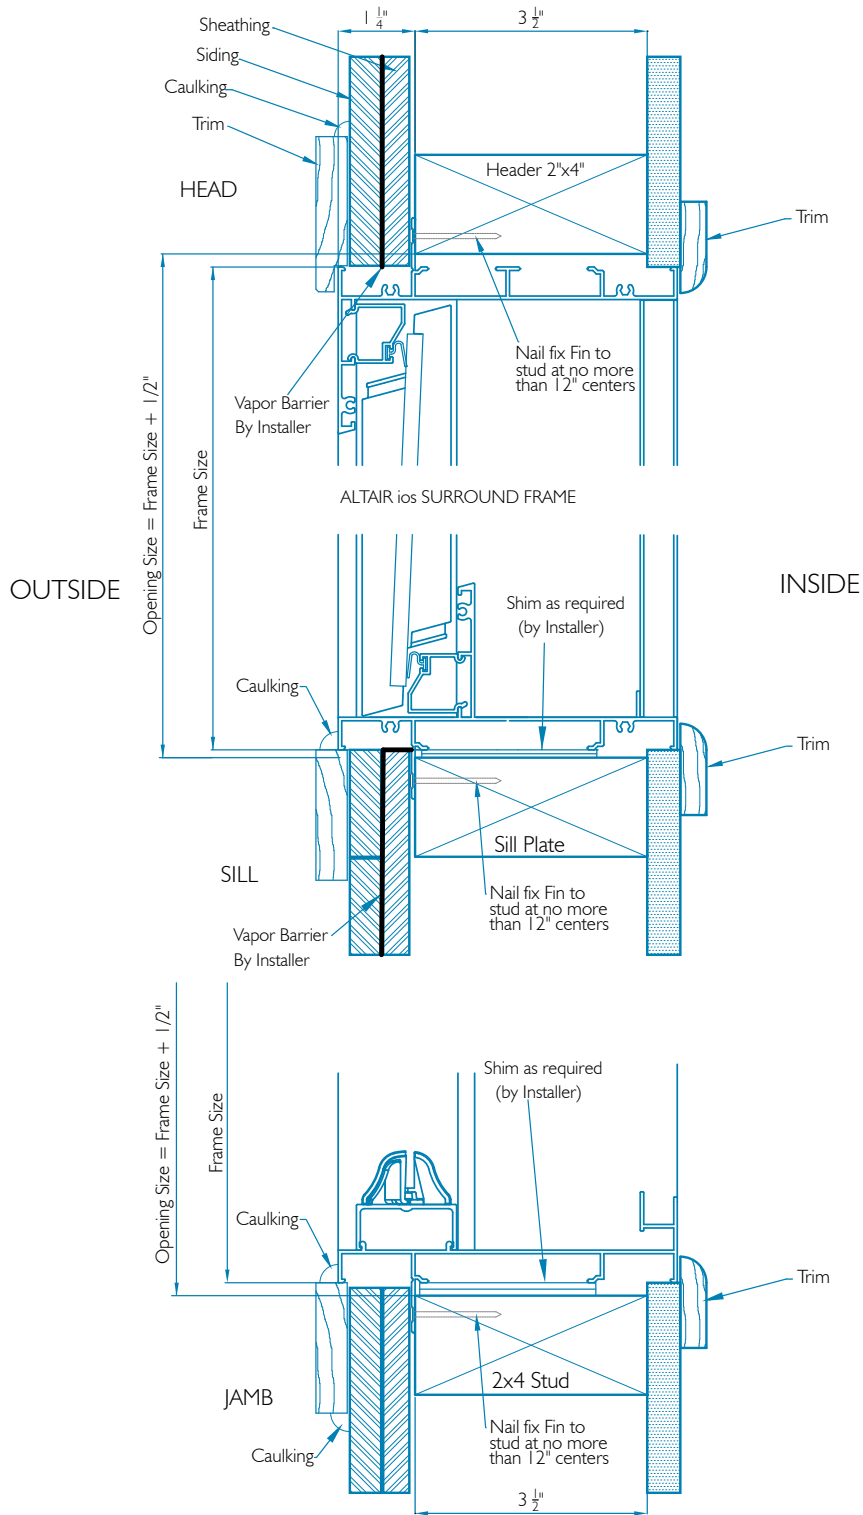 1 1/4"
3 1/2"
Sheathing
Siding
Caulking
Trim
HEAD
Header 2"x4"
Trim
Nail fix Fin to
stud at no more
than 12" centers
Vapor Barrier
By Installer
Opening Size = Frame Size + 1/2"
Frame Size
ALTAIR ios SURROUND FRAME
OUTSIDE
INSIDE
Shim as required
(by Installer)
Caulking
Trim
Sill Plate
SILL
Nail fix Fin to
stud at no more
than 12" centers
Vapor Barrier
By Installer
Opening Size = Frame Size + 1/2"
Frame Size
Shim as required
(by Installer)
Caulking
Trim
2x4 Stud
JAMB
Nail fix Fin to
stud at no more
than 12" centers
Caulking
3 1/2"